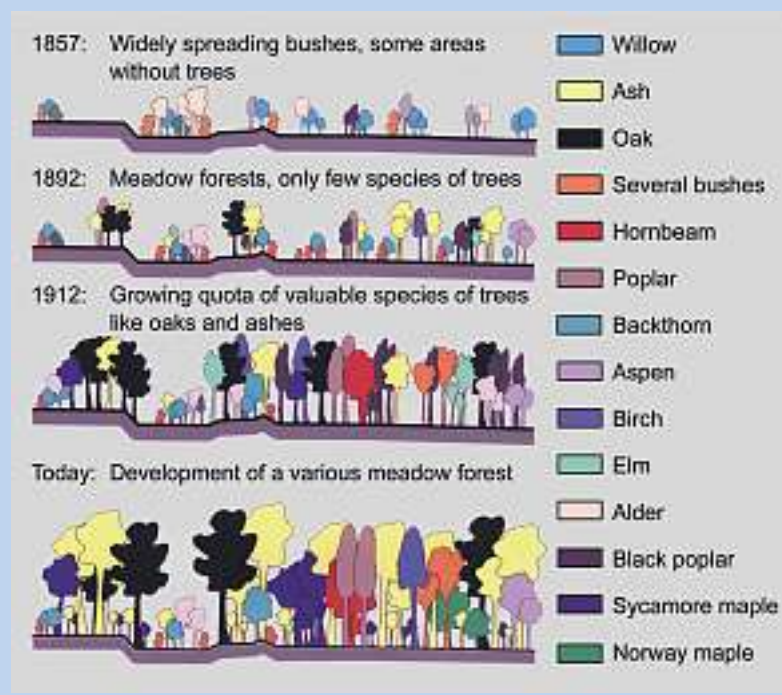 1857: Widely spreading bushes, some areas
without trees
1892: Meadow forests, only few species of trees
1912: Growing quota of valuable species of trees
like oaks and ashes
Today: Development of a various meadow forest
Willow
Ash
Oak
Several bushes
Hornbeam
Poplar
Backthorn
Aspen
Birch
Elm
Alder
Black poplar
Sycamore maple
Norway maple